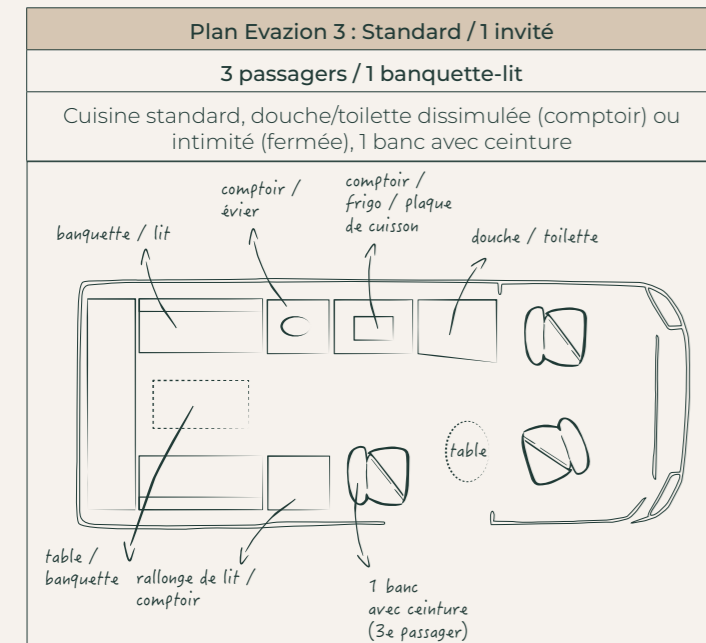 Plan Evazion 3 : Standard / 1 invité
3 passagers / 1 banquette-lit
Cuisine standard, douche/toilette dissimulée (comptoir) ou
intimité (fermée), 1 banc avec ceinture
banquette / lit
comptoir /
évier
comptoir /
frigo / plaque
de cuisson
douche / toilette
table
table /
banquette
rallonge de lit /
comptoir
1 banc
avec ceinture
(3e passager)